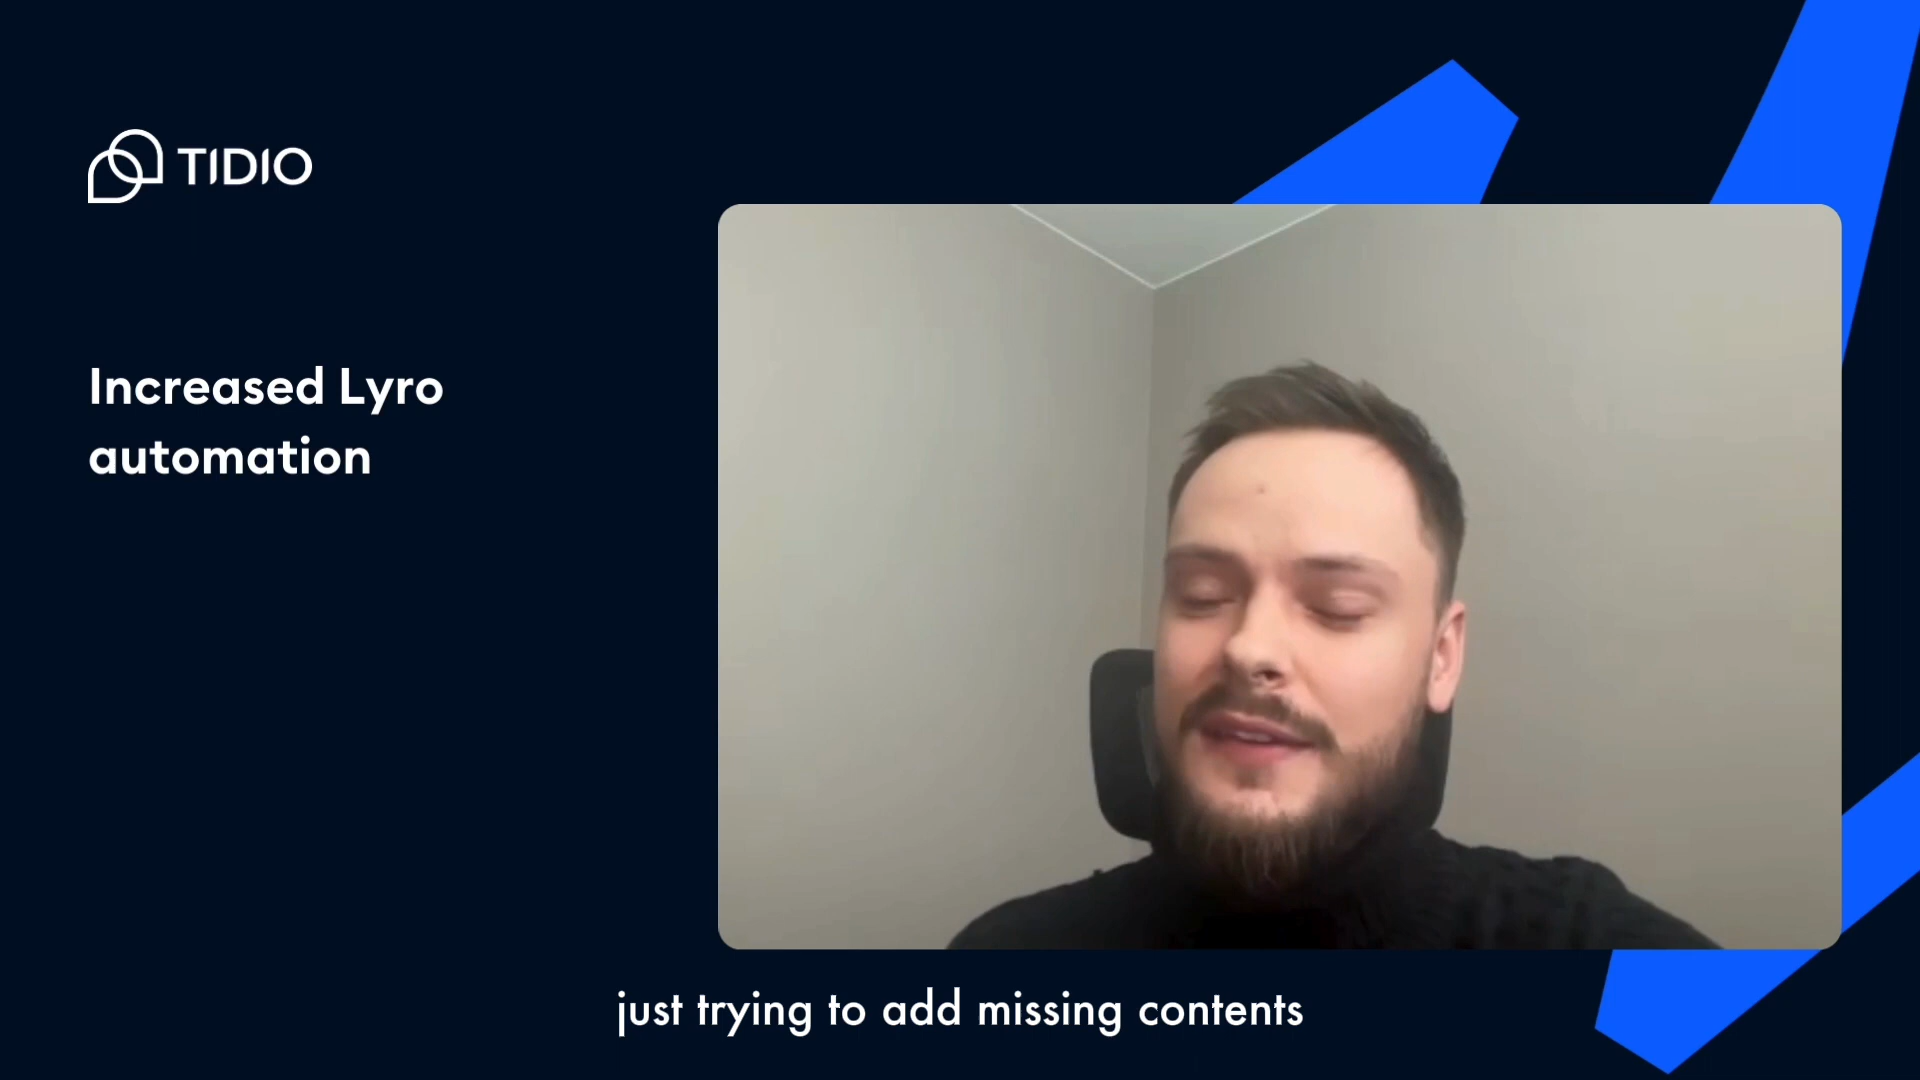 TIDIO
Increased Lyro
automation
just trying to add missing contents